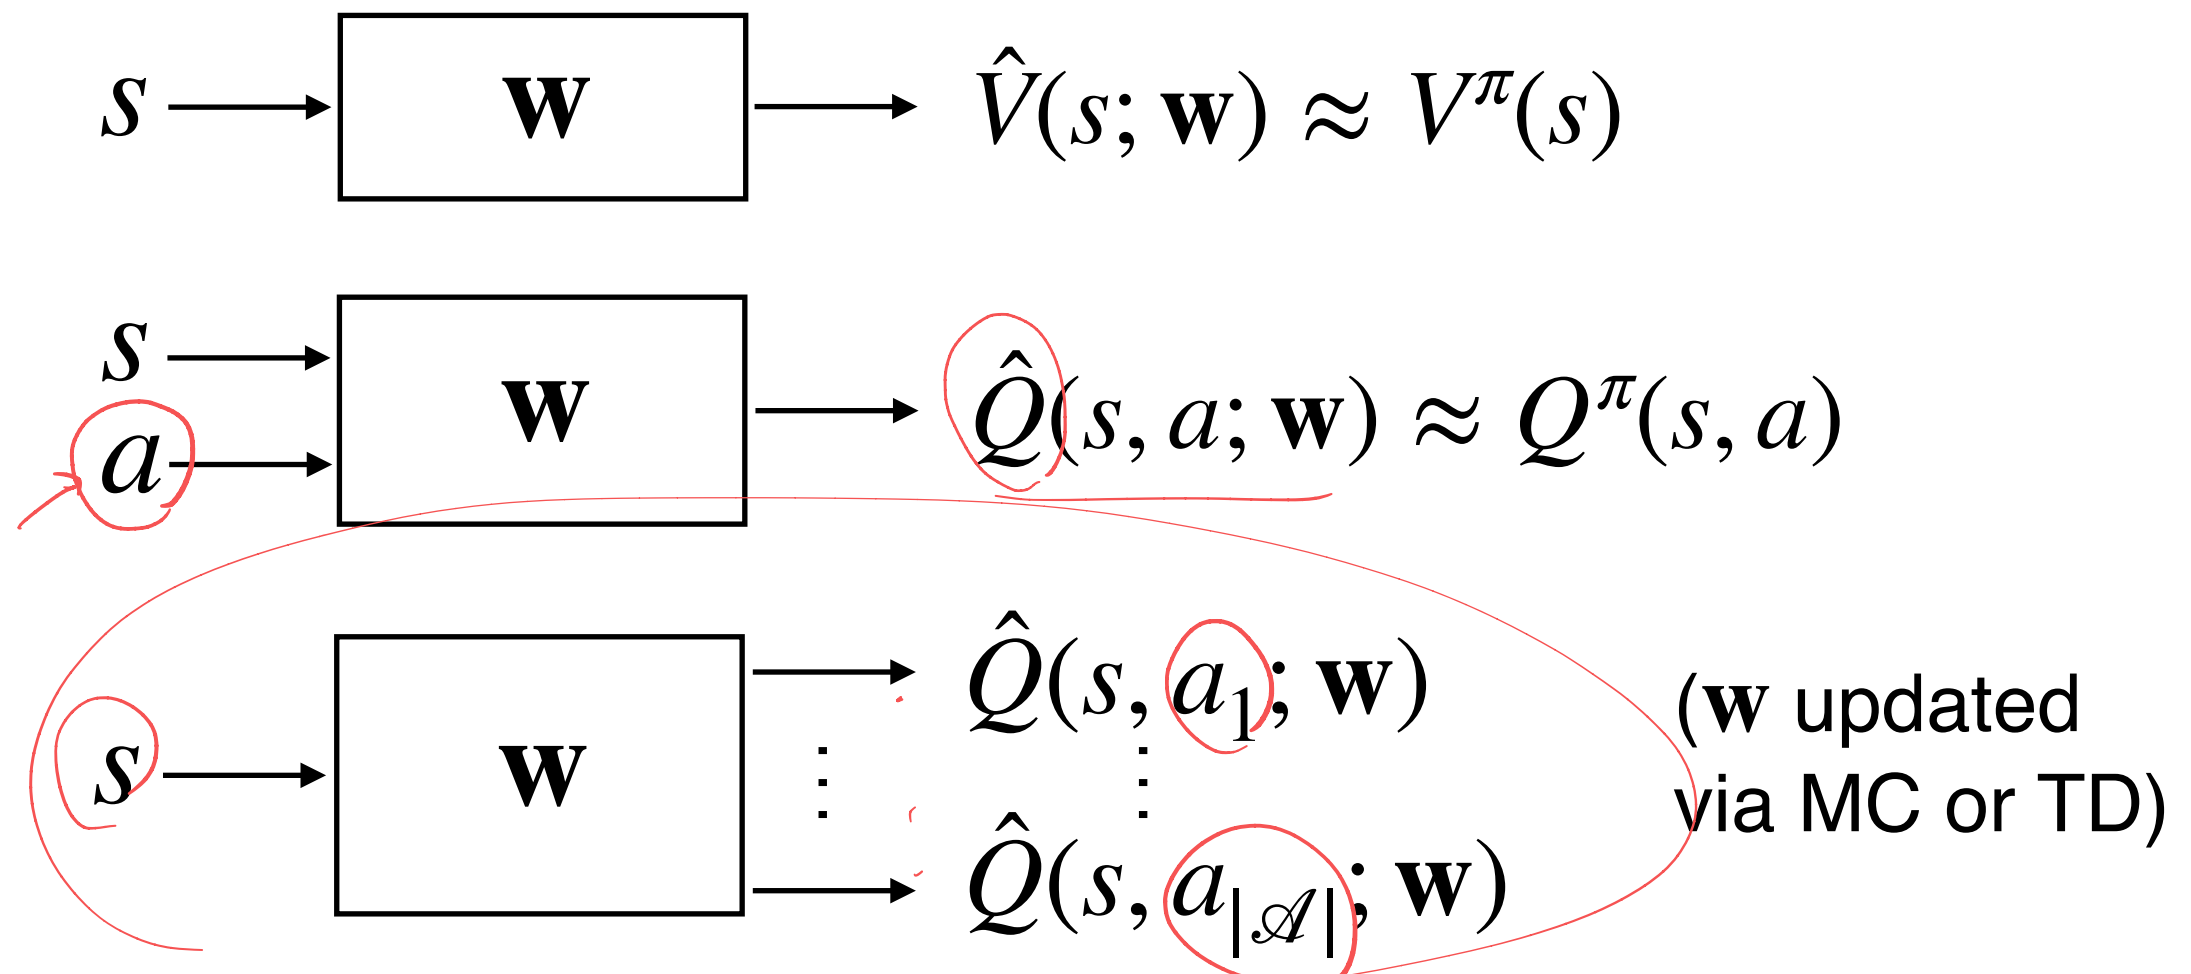 s w V̂(s; w) ≈ V^π(s)
s
a w Q̂(s, a; w) ≈ Q^π(s, a)
Q̂(s, a_1; w)
s w ⋮ ⋮ (w updated
via MC or TD)
Q̂(s, a_{|𝒜|}; w)